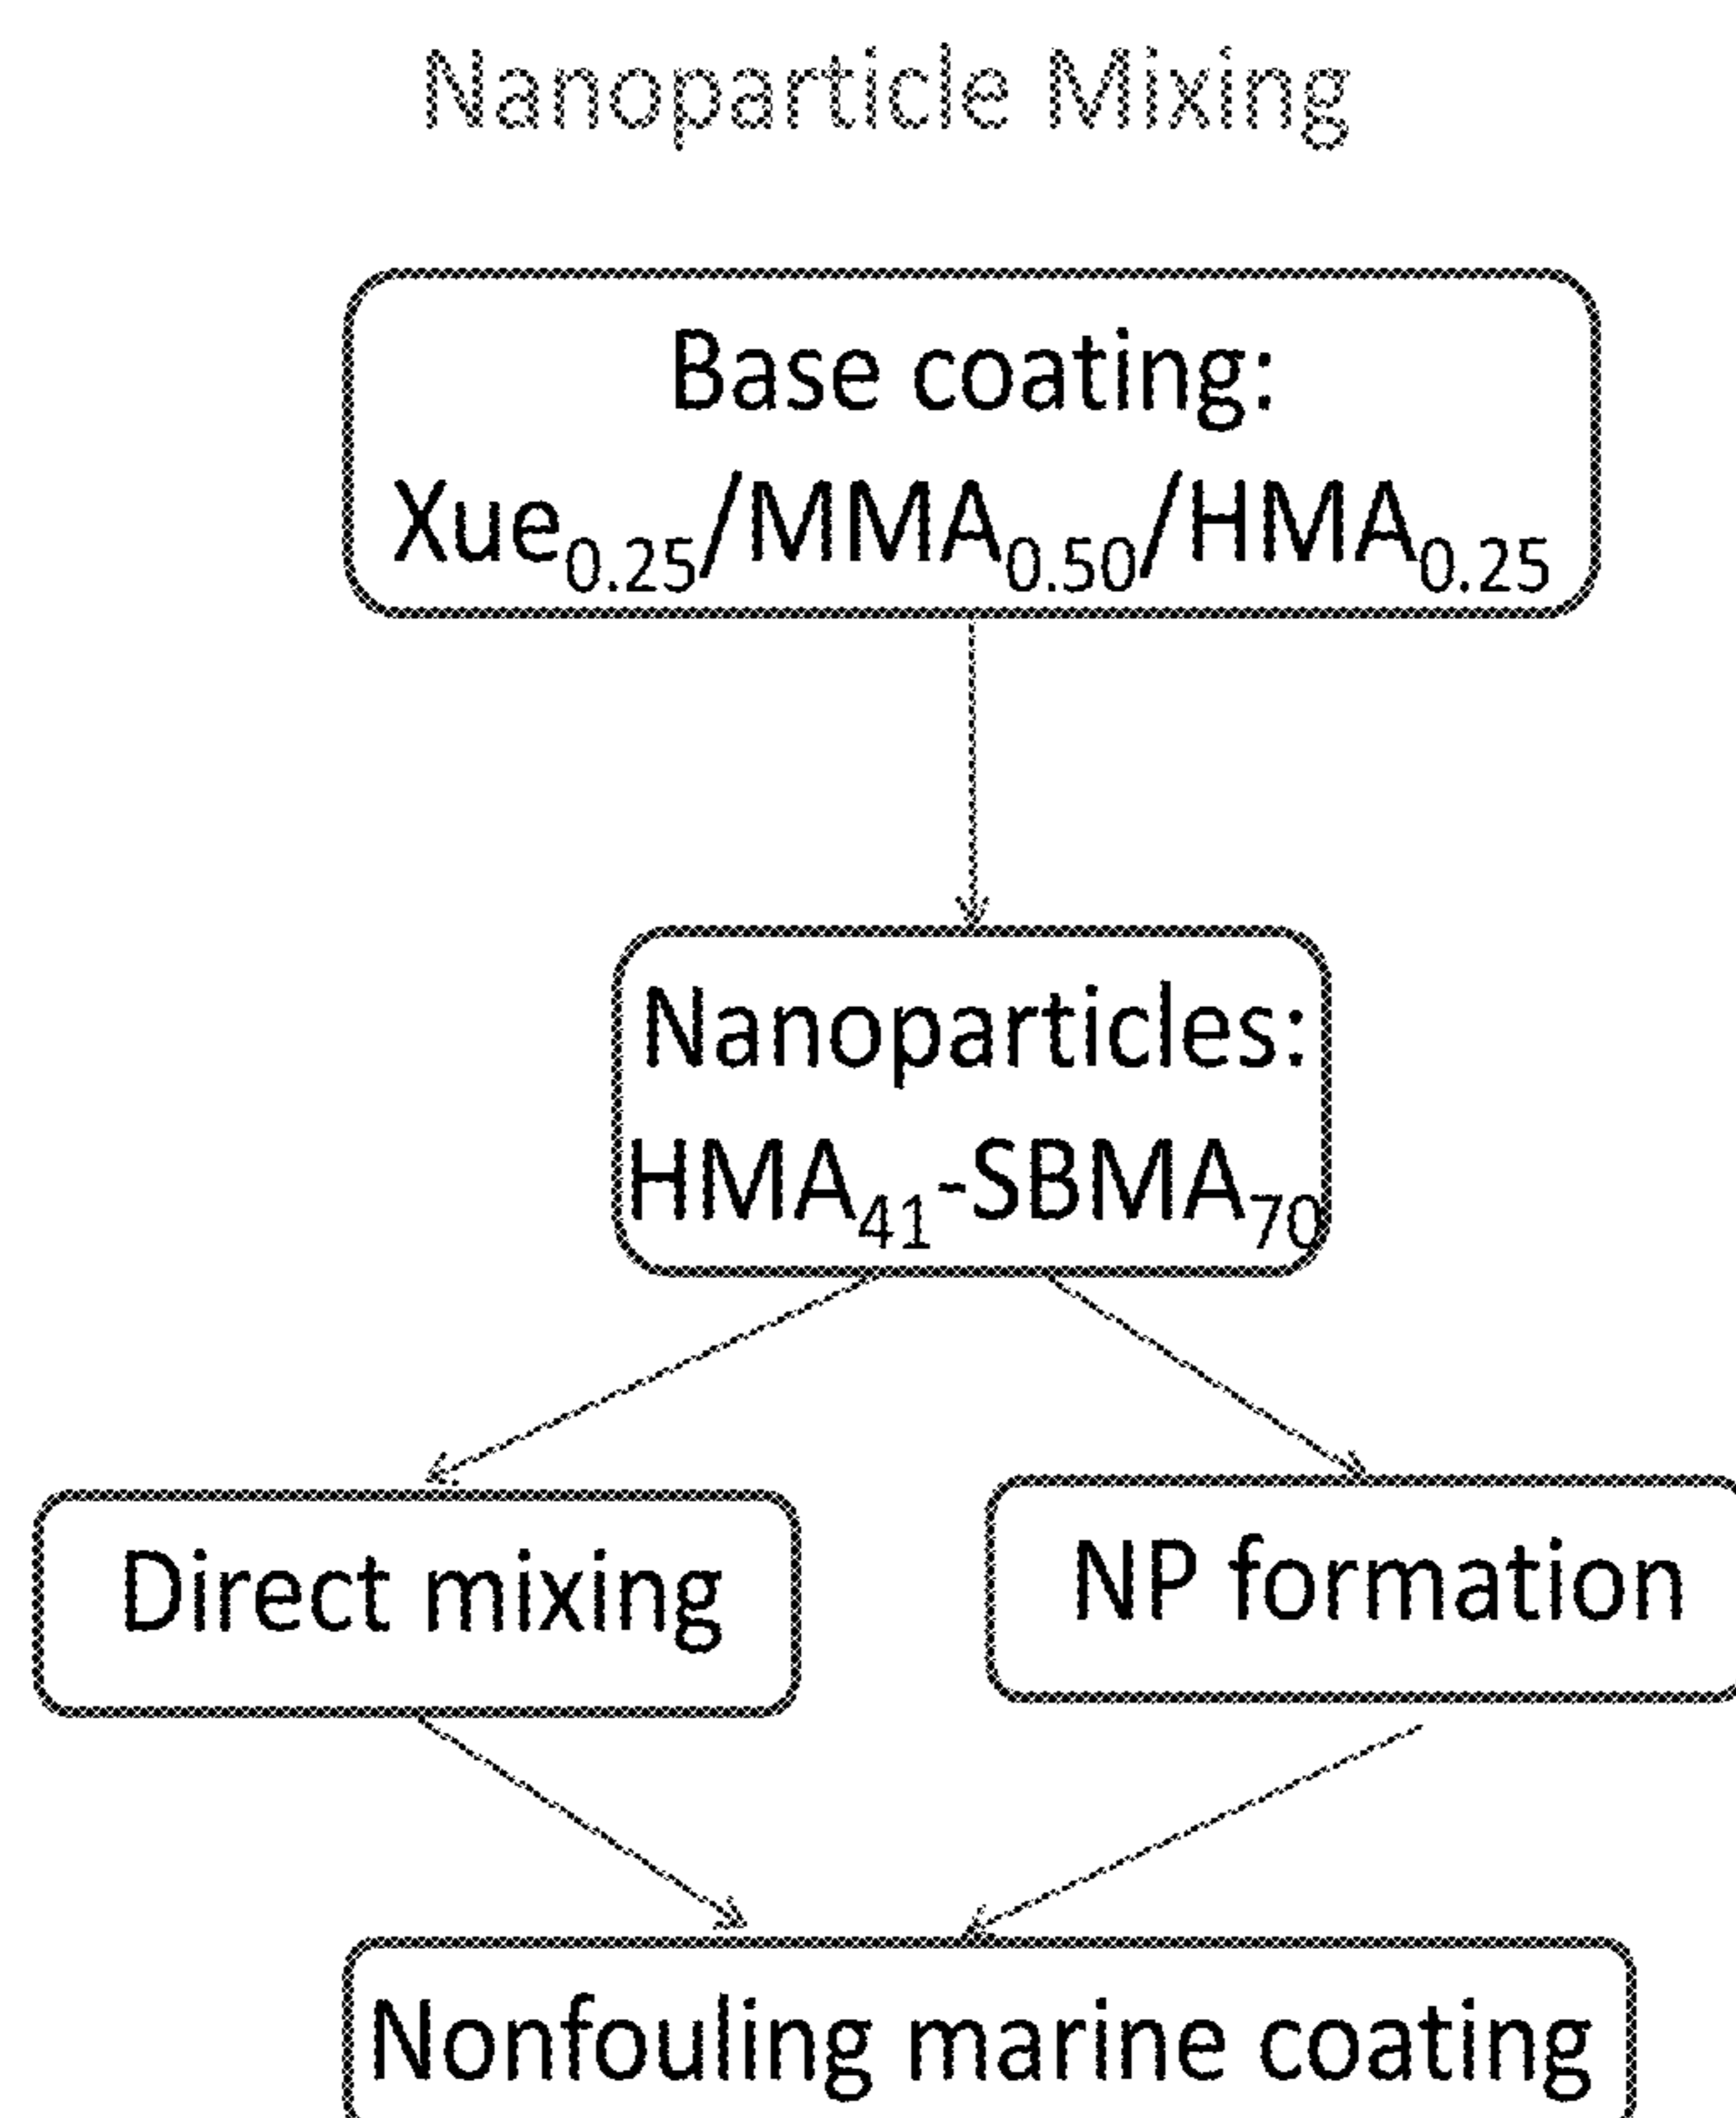 Nanoparticle Mixing
Base coating:
Xue₀.₂₅/MMA₀.₅₀/HMA₀.₂₅
Nanoparticles:
HMA₄₁-SBMA₇₀
Direct mixing
NP formation
Nonfouling marine coating